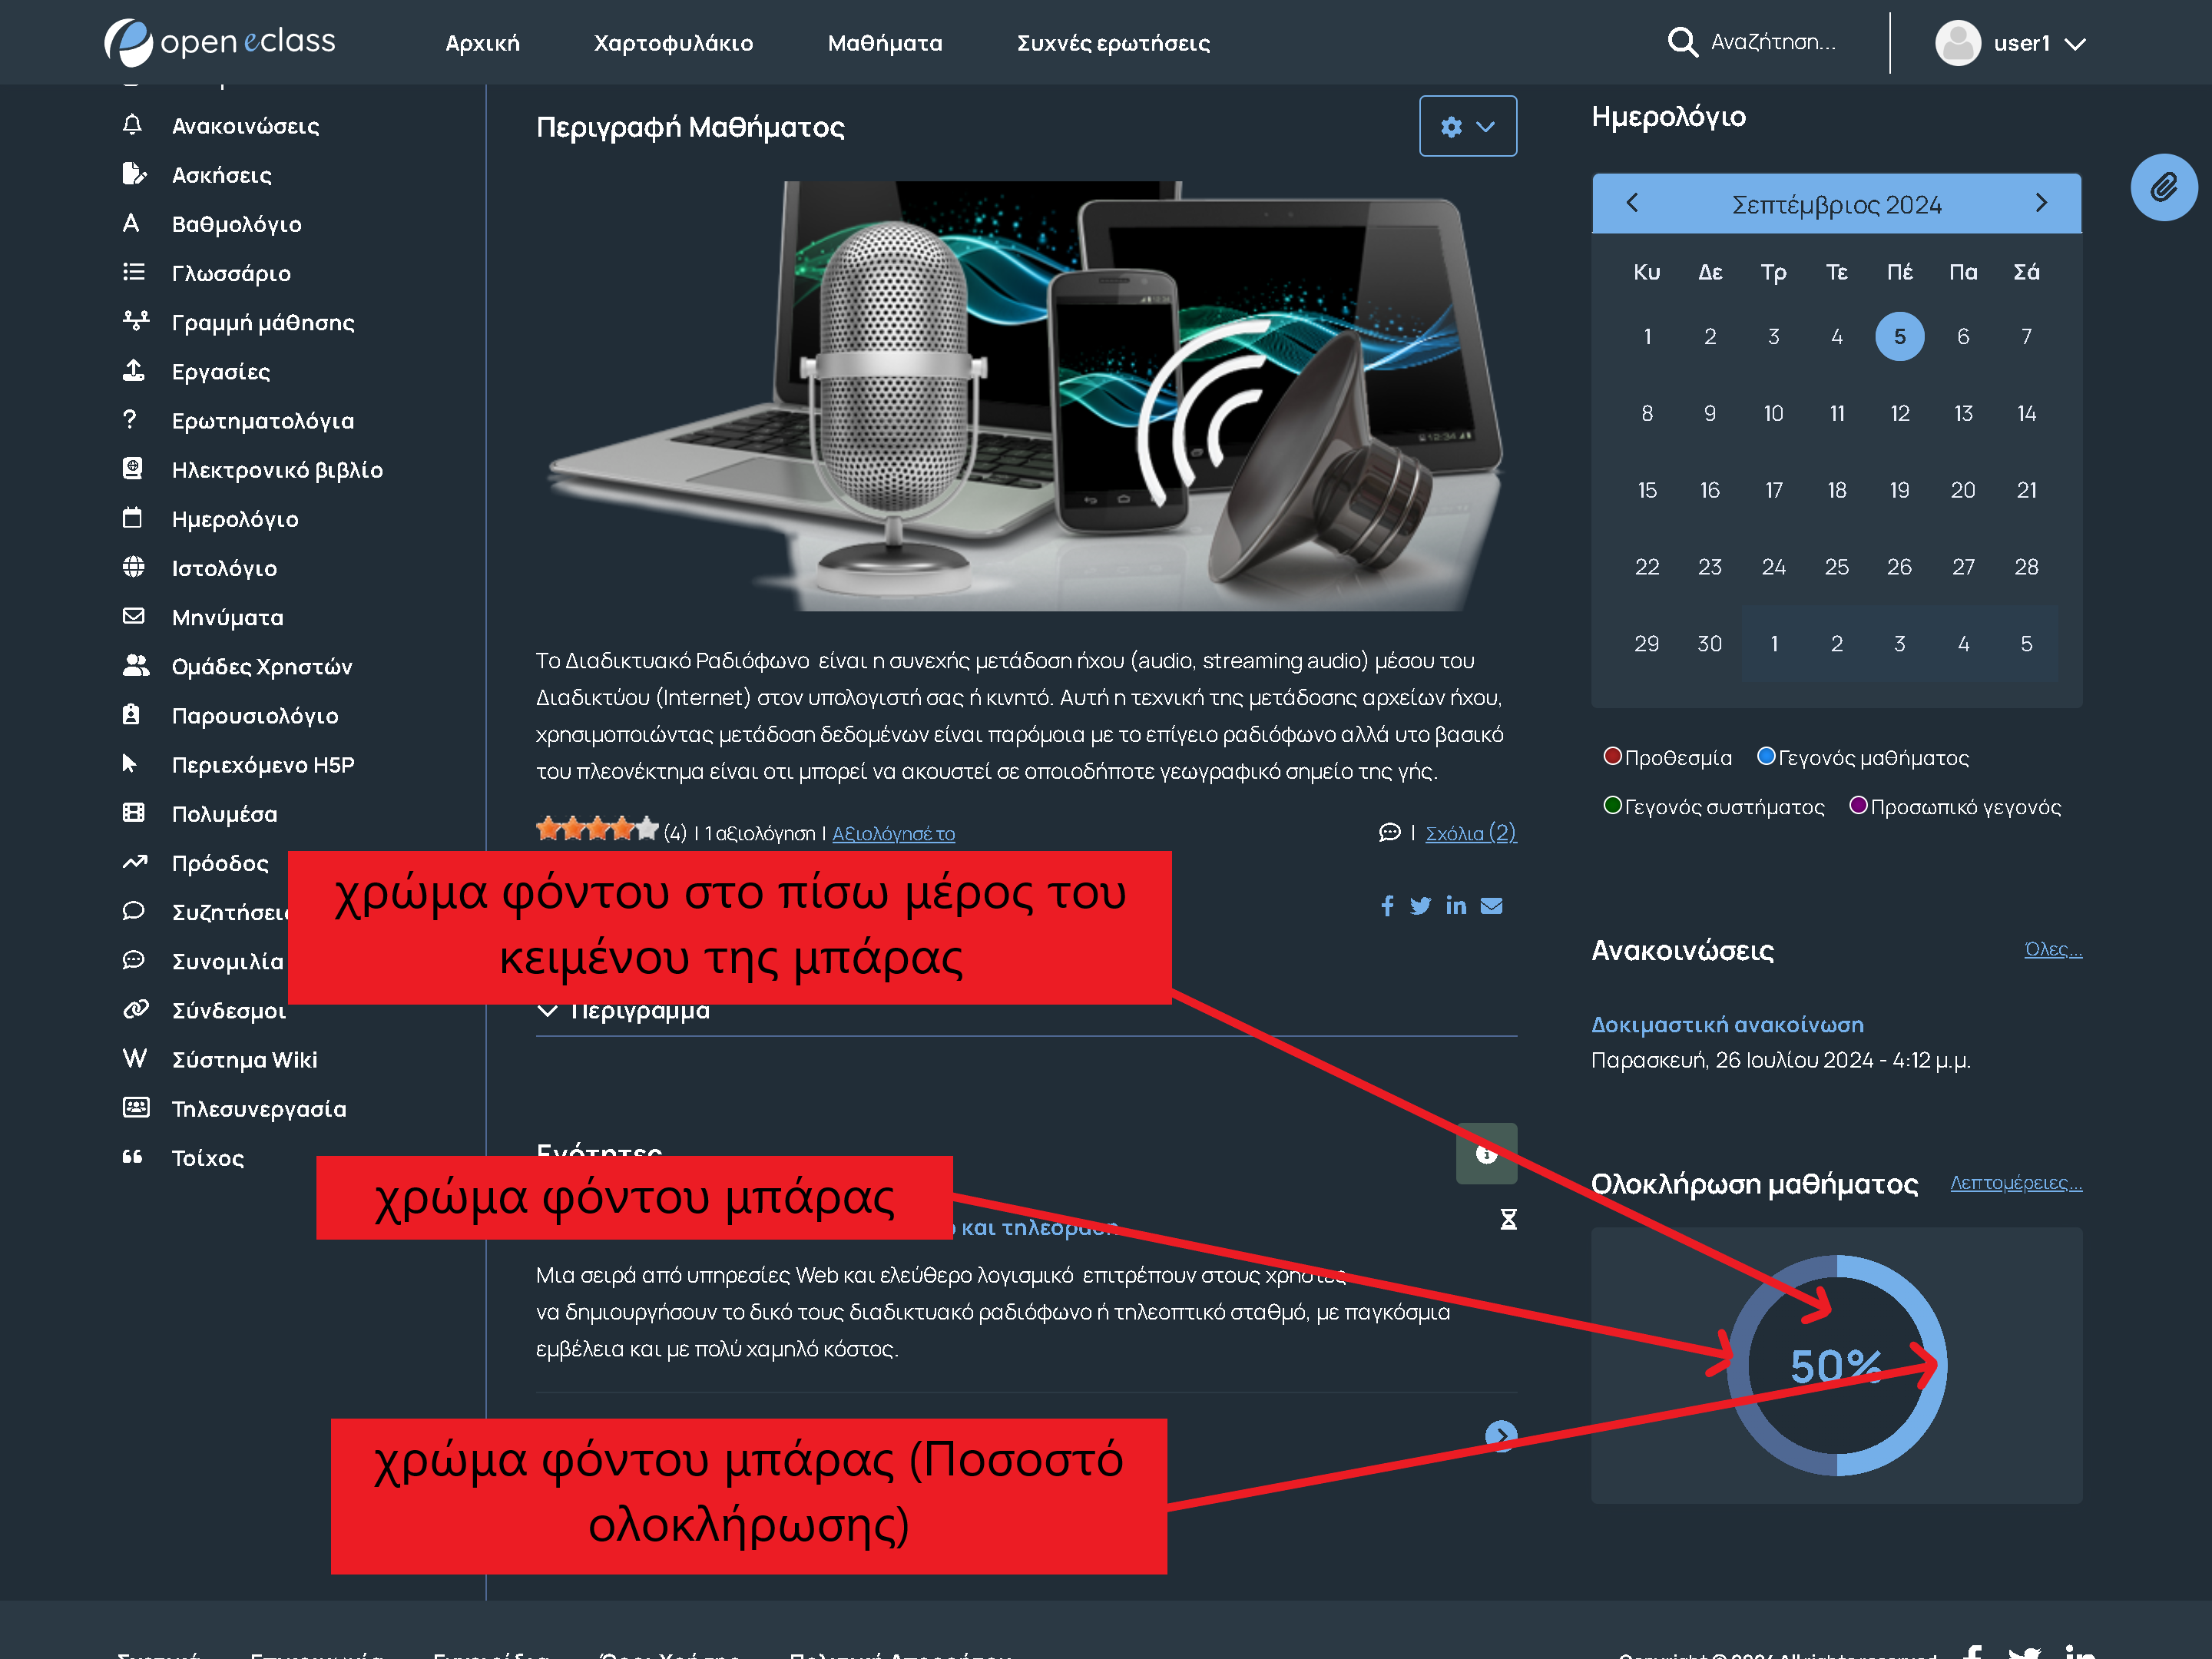 open eclass
Αρχική
Χαρτοφυλάκιο
Μαθήματα
Συχνές ερωτήσεις
Αναζήτηση...
user1
Ανακοινώσεις
Ασκήσεις
Βαθμολόγιο
Γλωσσάριο
Γραμμή μάθησης
Εργασίες
Ερωτηματολόγια
Ηλεκτρονικό βιβλίο
Ημερολόγιο
Ιστολόγιο
Μηνύματα
Ομάδες Χρηστών
Παρουσιολόγιο
Περιεχόμενο H5P
Πολυμέσα
Πρόοδος
Συζητήσει
Συνομιλία
Σύνδεσμοι
Σύστημα Wiki
Τηλεσυνεργασία
Τοίχος
Περιγραφή Μαθήματος
Το Διαδικτυακό Ραδιόφωνο είναι η συνεχής μετάδοση ήχου (audio, streaming audio) μέσου του
Διαδικτύου (Internet) στον υπολογιστή σας ή κινητό. Αυτή η τεχνική της μετάδοσης αρχείων ήχου,
χρησιμοποιώντας μετάδοση δεδομένων είναι παρόμοια με το επίγειο ραδιόφωνο αλλά υτο βασικό
του πλεονέκτημα είναι οτι μπορεί να ακουστεί σε οποιοδήποτε γεωγραφικό σημείο της γής.
(4) | 1 αξιολόγηση | Αξιολόγησέ το
| Σχόλια (2)
χρώμα φόντου στο πίσω μέρος του
κειμένου της μπάρας
Περίγραμμα
Ενότητες
χρώμα φόντου μπάρας
και τηλεόραση
Μια σειρά από υπηρεσίες Web και ελεύθερο λογισμικό επιτρέπουν στους χρήστες
να δημιουργήσουν το δικό τους διαδικτυακό ραδιόφωνο ή τηλεοπτικό σταθμό, με παγκόσμια
εμβέλεια και με πολύ χαμηλό κόστος.
χρώμα φόντου μπάρας (Ποσοστό
ολοκλήρωσης)
Ημερολόγιο
Σεπτέμβριος 2024
Κυ Δε Τρ Τε Πέ Πα Σά
1 2 3 4 5 6 7
8 9 10 11 12 13 14
15 16 17 18 19 20 21
22 23 24 25 26 27 28
29 30 1 2 3 4 5
Προθεσμία Γεγονός μαθήματος
Γεγονός συστήματος Προσωπικό γεγονός
Ανακοινώσεις
Όλες...
Δοκιμαστική ανακοίνωση
Παρασκευή, 26 Ιουλίου 2024 - 4:12 μ.μ.
Ολοκλήρωση μαθήματος
Λεπτομέρειες...
50%